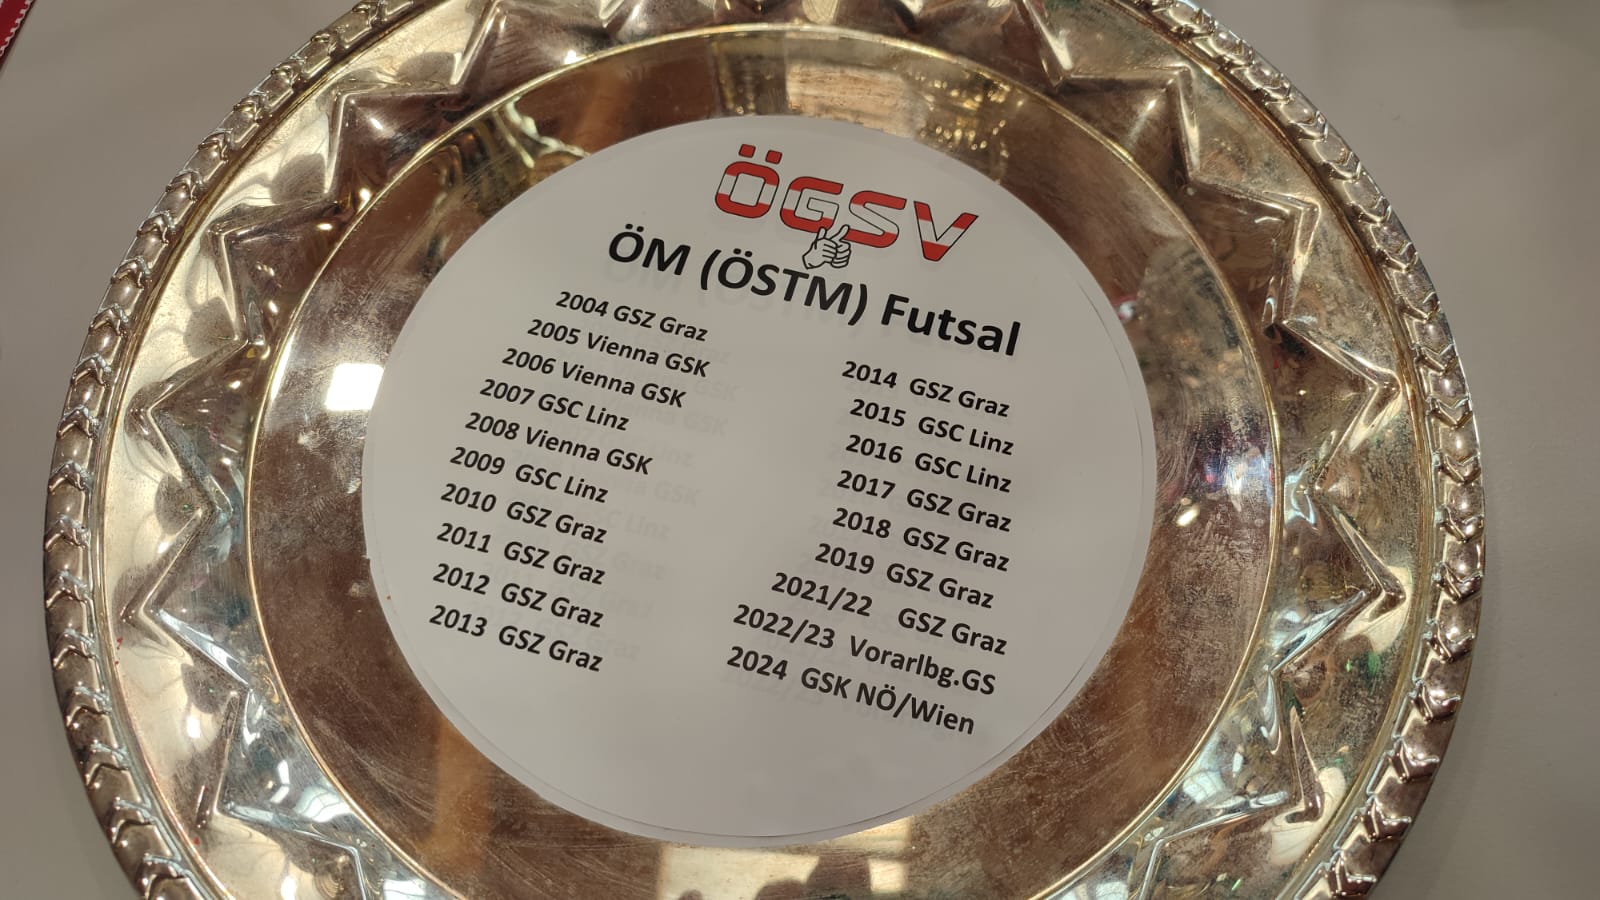 ÖGSV
ÖM (ÖSTM) Futsal
2004 GSZ Graz
2005 Vienna GSK
2006 Vienna GSK
2007 GSC Linz
2008 Vienna GSK
2009 GSC Linz
2010 GSZ Graz
2011 GSZ Graz
2012 GSZ Graz
2013 GSZ Graz
2014 GSZ Graz
2015 GSC Linz
2016 GSC Linz
2017 GSZ Graz
2018 GSZ Graz
2019 GSZ Graz
2021/22 GSZ Graz
2022/23 Vorarlbg.GS
2024 GSK NÖ/Wien